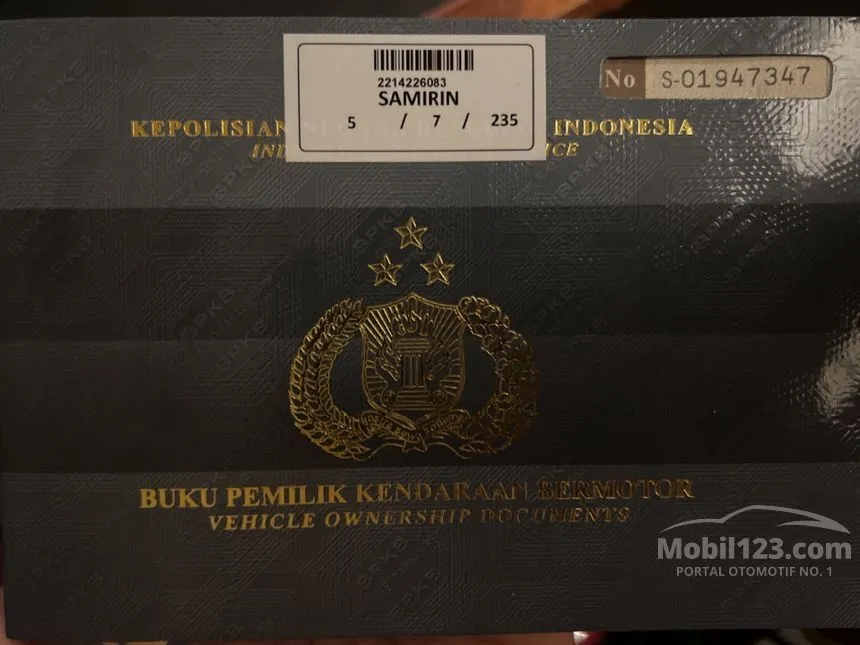 2214226083
SAMIRIN
5 / 7 / 235
No S-01947347
KEPOLISIAN INDONESIA
BUKU PEMILIK KENDARAAN BERMOTOR
VEHICLE OWNERSHIP DOCUMENTS
Mobil123.com
PORTAL OTOMOTIF NO. 1